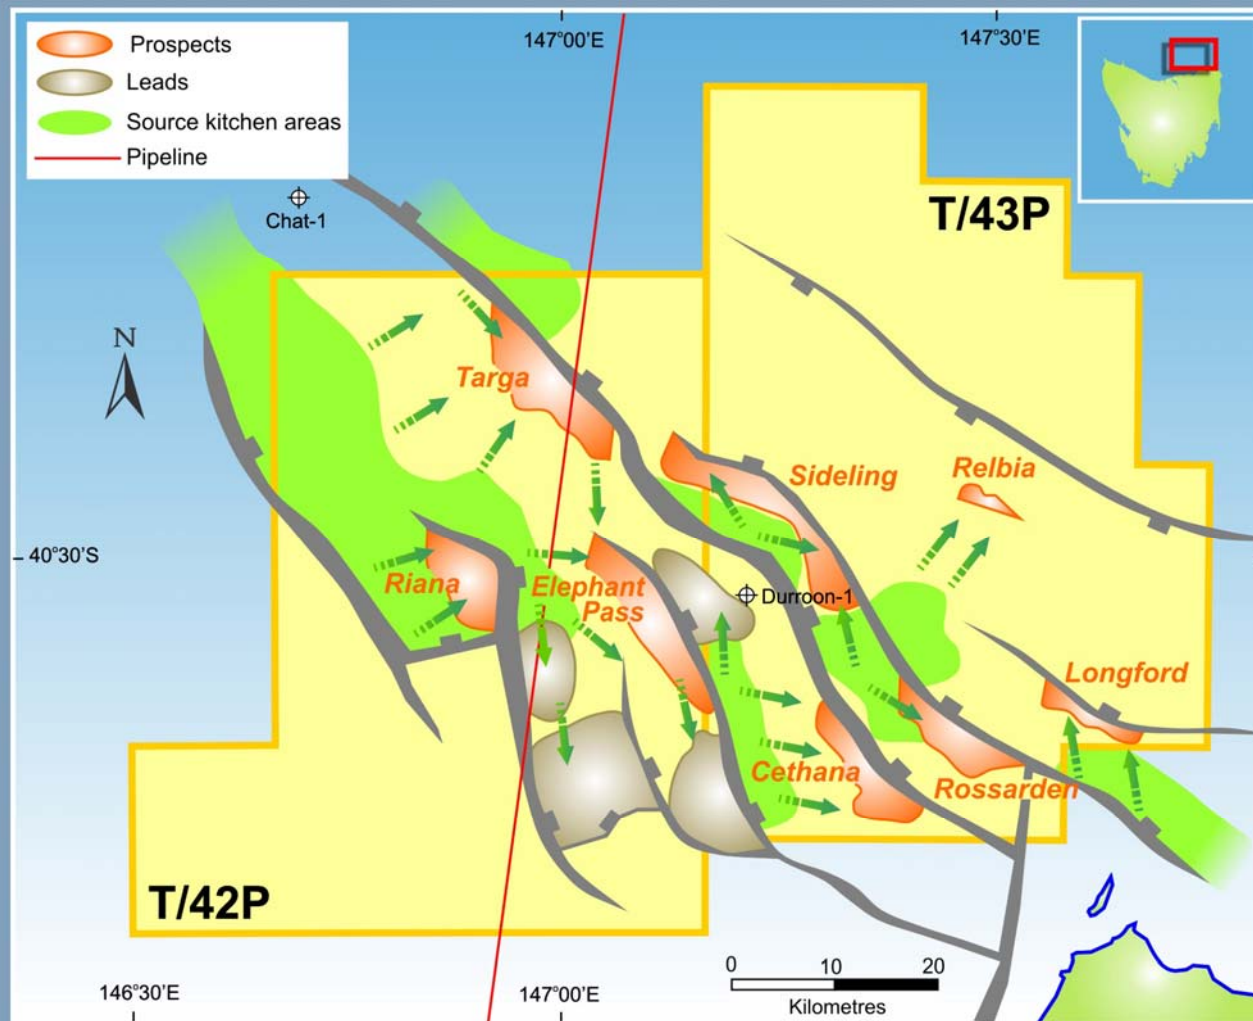 Prospects
Leads
Source kitchen areas
Pipeline
147°00'E
147°30'E
T/43P
Chat-1
N
Targa
Sideling
Relbia
40°30'S
Riana
Elephant
Pass
Durroon-1
Longford
Cethana
Rossarden
T/42P
0
10
20
Kilometres
146°30'E
147°00'E